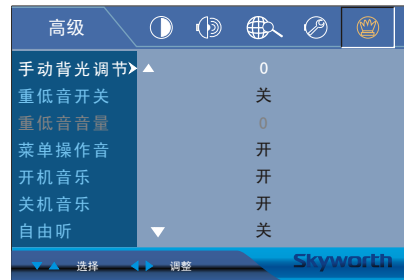 高级
手动背光调节 0
重低音开关 关
重低音音量 0
菜单操作音 开
开机音乐 开
关机音乐 开
自由听 关
选择 调整 Skyworth